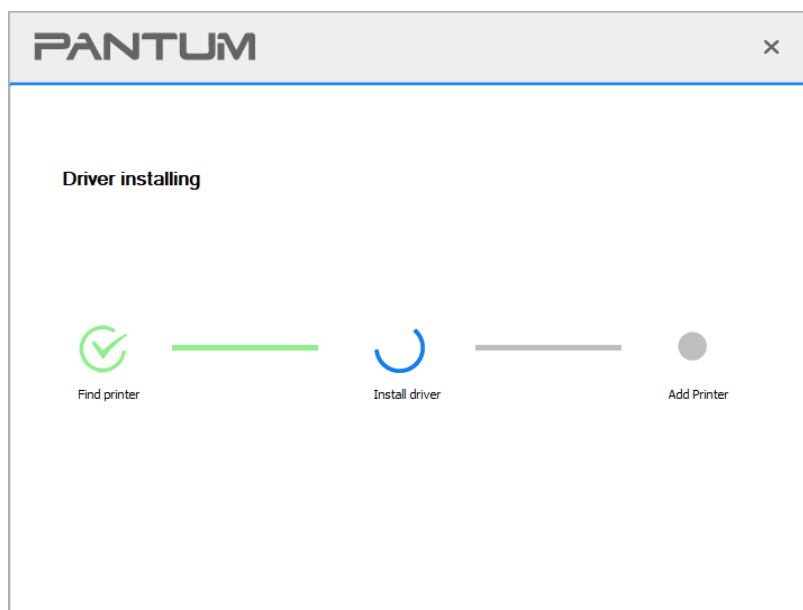 PANTUM
Driver installing
Find printer
Install driver
Add Printer